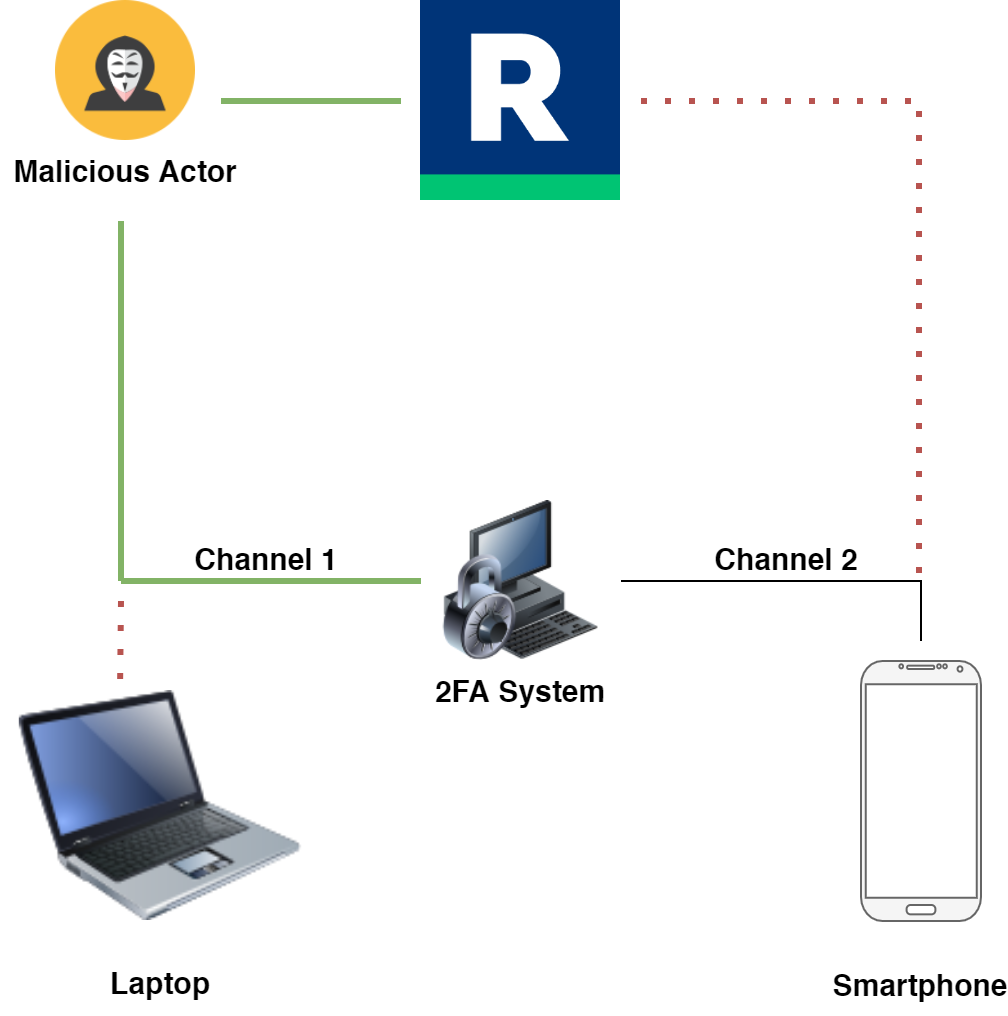 R
Malicious Actor
Channel 1
Channel 2
2FA System
Laptop
Smartphone